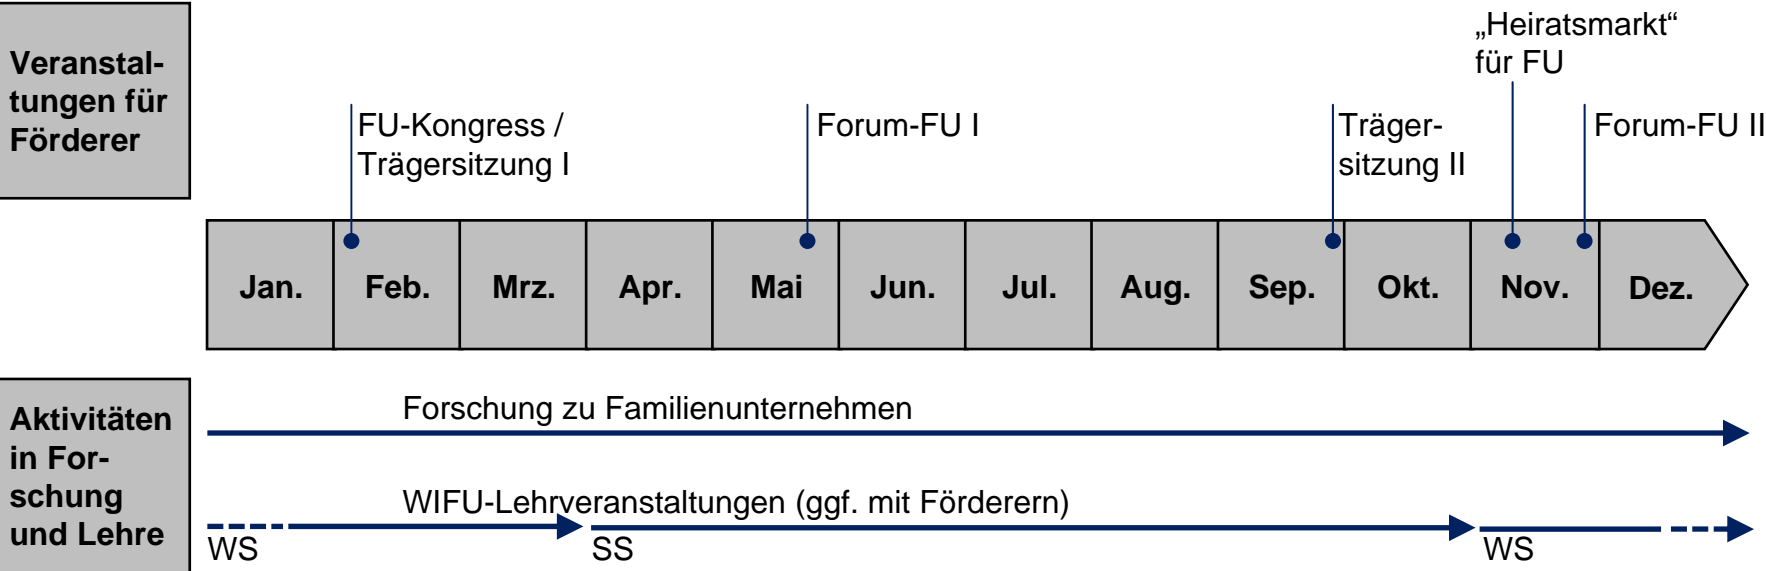 Veranstal-
tungen für
Förderer
FU-Kongress /
Trägersitzung I
Forum-FU I
Träger-
sitzung II
„Heiratsmarkt“
für FU
Forum-FU II
Jan. Feb. Mrz. Apr. Mai Jun. Jul. Aug. Sep. Okt. Nov. Dez.
Aktivitäten
in For-
schung
und Lehre
Forschung zu Familienunternehmen
WIFU-Lehrveranstaltungen (ggf. mit Förderern)
WS SS WS